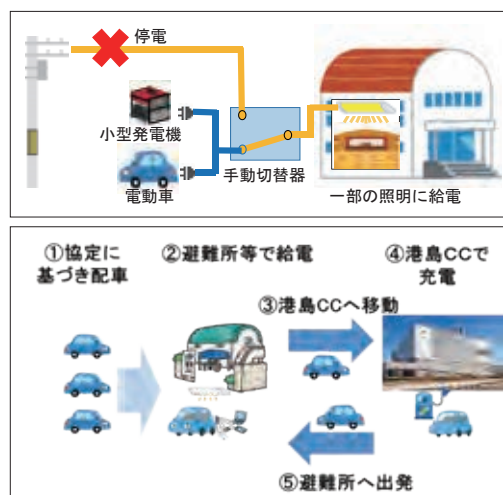 停電
小型発電機
電動車
手動切替器
一部の照明に給電
①協定に
基づき配車
②避難所等で給電
④港島CCで
充電
③港島CCへ移動
⑤避難所へ出発